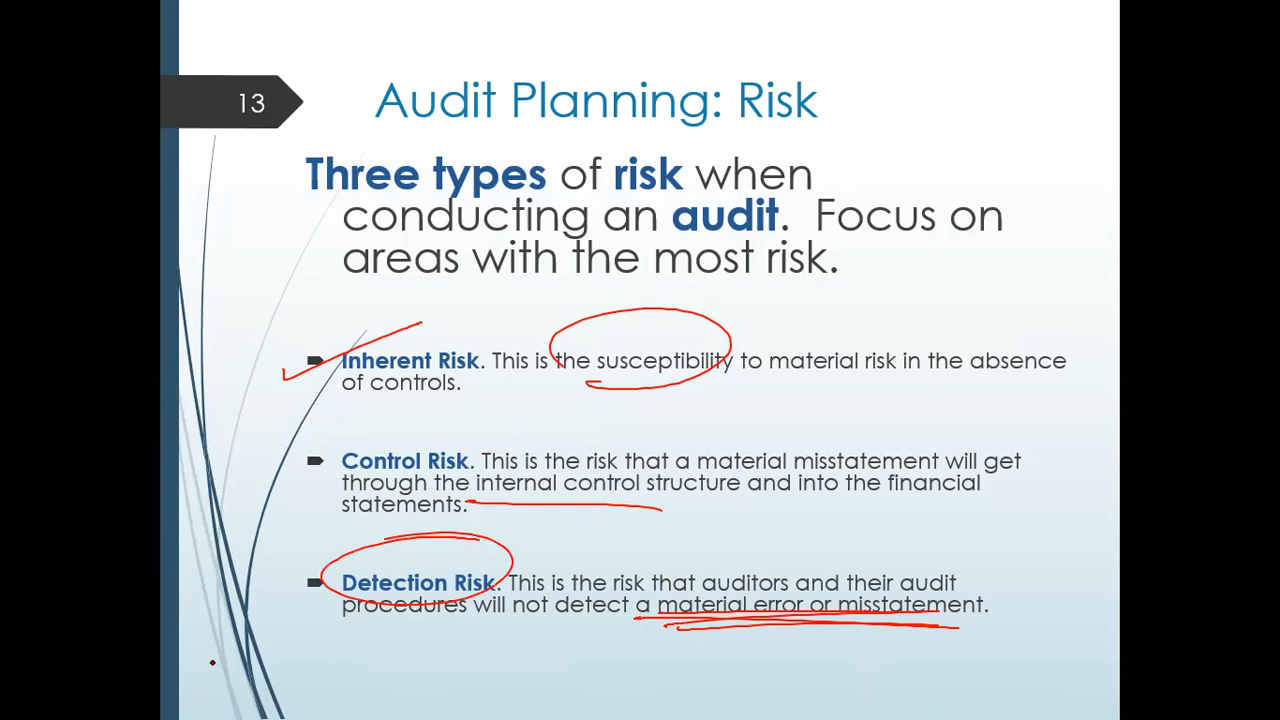 13
Audit Planning: Risk
Three types of risk when
conducting an audit. Focus on
areas with the most risk.
Inherent Risk. This is the susceptibility to material risk in the absence
of controls.
Control Risk. This is the risk that a material misstatement will get
through the internal control structure and into the financial
statements.
Detection Risk. This is the risk that auditors and their audit
procedures will not detect a material error or misstatement.